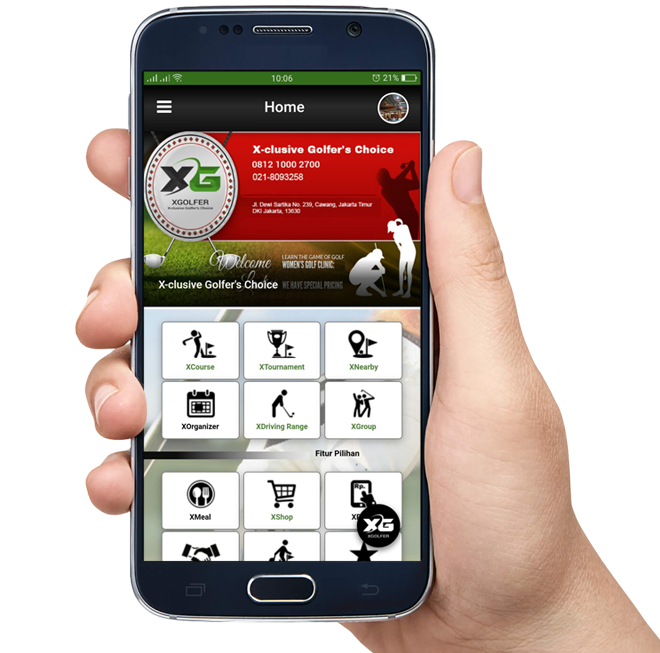 10:06
21%
Home
X-clusive Golfer's Choice
0812 1000 2700
021-8093258
Jl. Dewi Sartika No. 239, Cawang, Jakarta Timur
DKI Jakarta, 13630
XG
XGOLFER
X-clusive Golfer's Choice
Welcome
LEARN THE GAME OF GOLF
WOMEN'S GOLF CLINIC:
X-clusive Golfer's Choice
WE HAVE SPECIAL PRICING
XCourse
XTournament
XNearby
XOrganizer
XDriving Range
XGroup
Fitur Pilihan
XMeal
XShop
Rp.
XG
XGOLFER